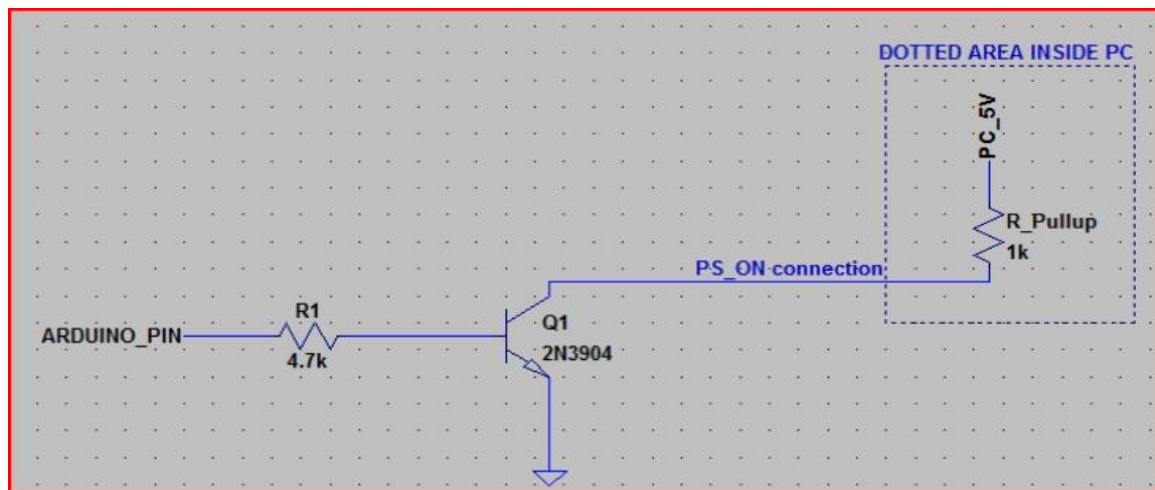 DOTTED AREA INSIDE PC
PC_5V
R_Pullup
1k
PS_ON connection
R1
ARDUINO_PIN
4.7k
Q1
2N3904